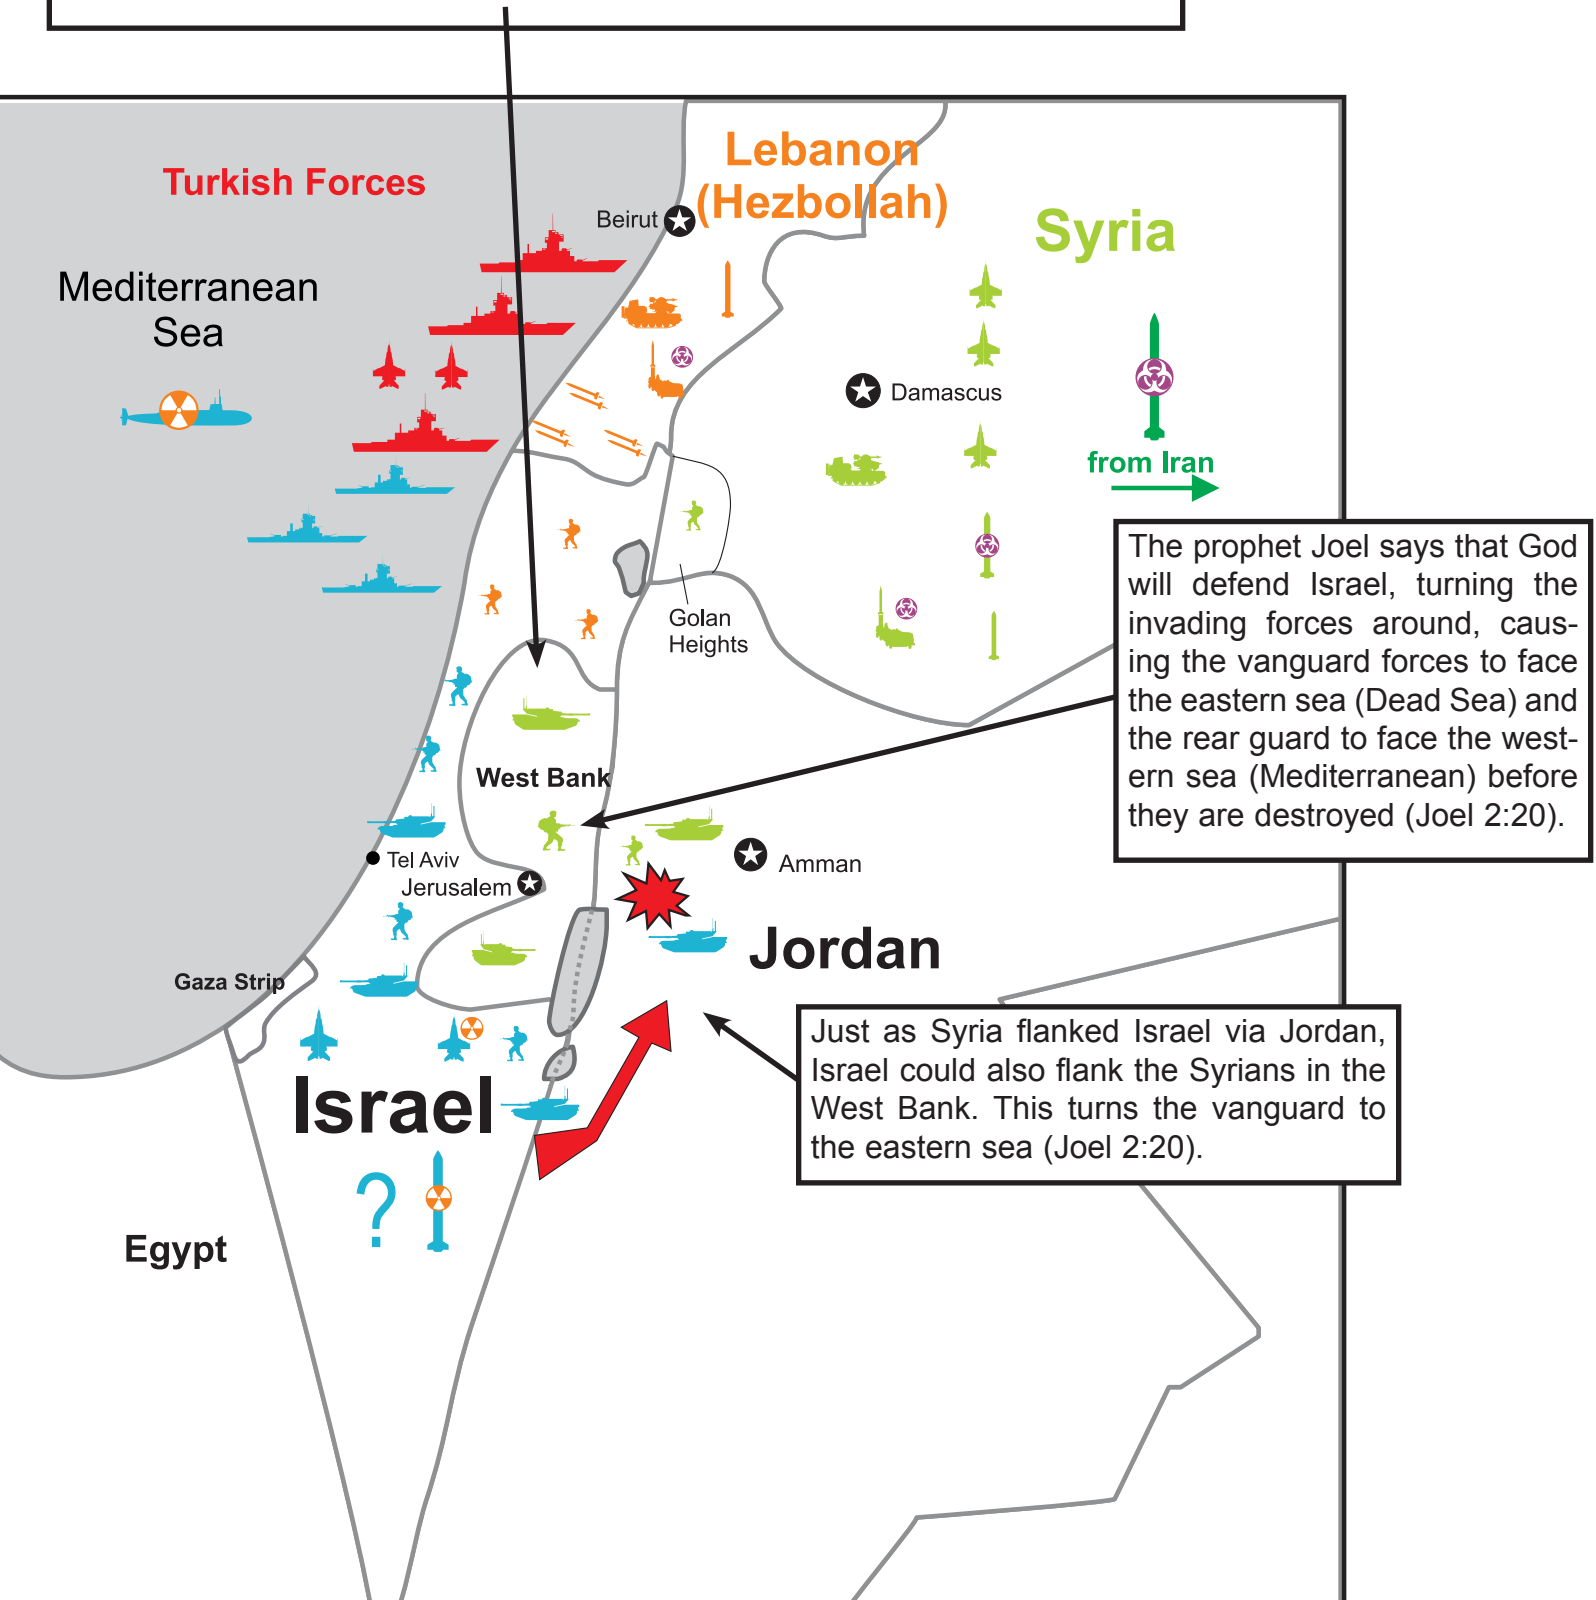 Turkish Forces
Lebanon
(Hezbollah)
Beirut
Syria
Mediterranean
Sea
Damascus
from Iran
The prophet Joel says that God
will defend Israel, turning the
invading forces around, caus-
ing the vanguard forces to face
the eastern sea (Dead Sea) and
the rear guard to face the west-
ern sea (Mediterranean) before
they are destroyed (Joel 2:20).
Golan
Heights
West Bank
Tel Aviv
Jerusalem
Amman
Jordan
Gaza Strip
Just as Syria flanked Israel via Jordan,
Israel could also flank the Syrians in the
West Bank. This turns the vanguard to
the eastern sea (Joel 2:20).
Israel
?
Egypt